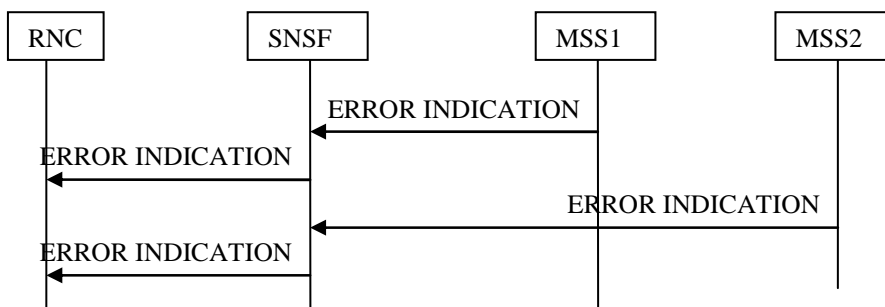 RNC
SNSF
MSS1
MSS2
ERROR INDICATION
ERROR INDICATION
ERROR INDICATION
ERROR INDICATION